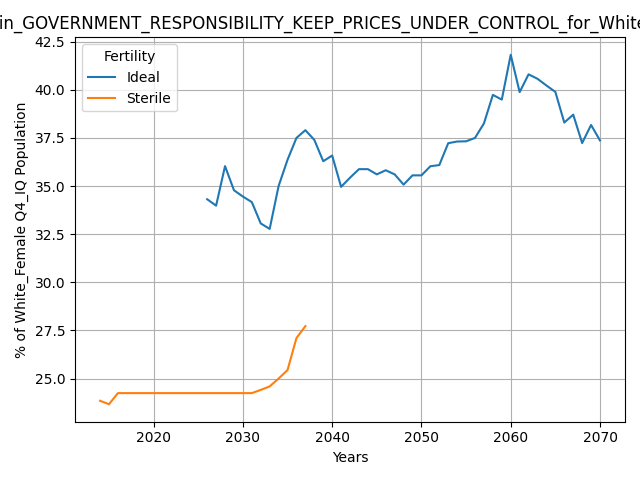 in_GOVERNMENT_RESPONSIBILITY_KEEP_PRICES_UNDER_CONTROL_for_White
Fertility
Ideal
Sterile
% of White_Female Q4_IQ Population
42.5
40.0
37.5
35.0
32.5
30.0
27.5
25.0
2020 2030 2040 2050 2060 2070
Years